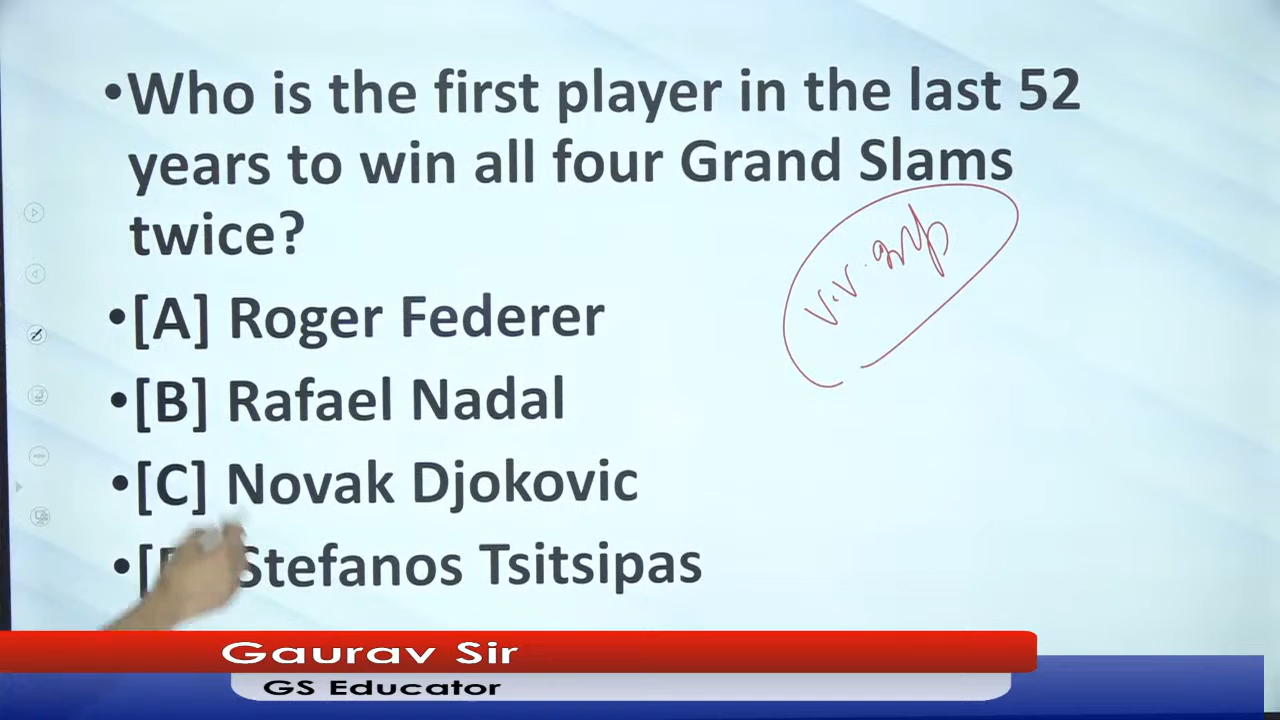 •Who is the first player in the last 52
years to win all four Grand Slams
twice?
•[A] Roger Federer
•[B] Rafael Nadal
•[C] Novak Djokovic
• Stefanos Tsitsipas
v.v.
Gaurav Sir
GS Educator